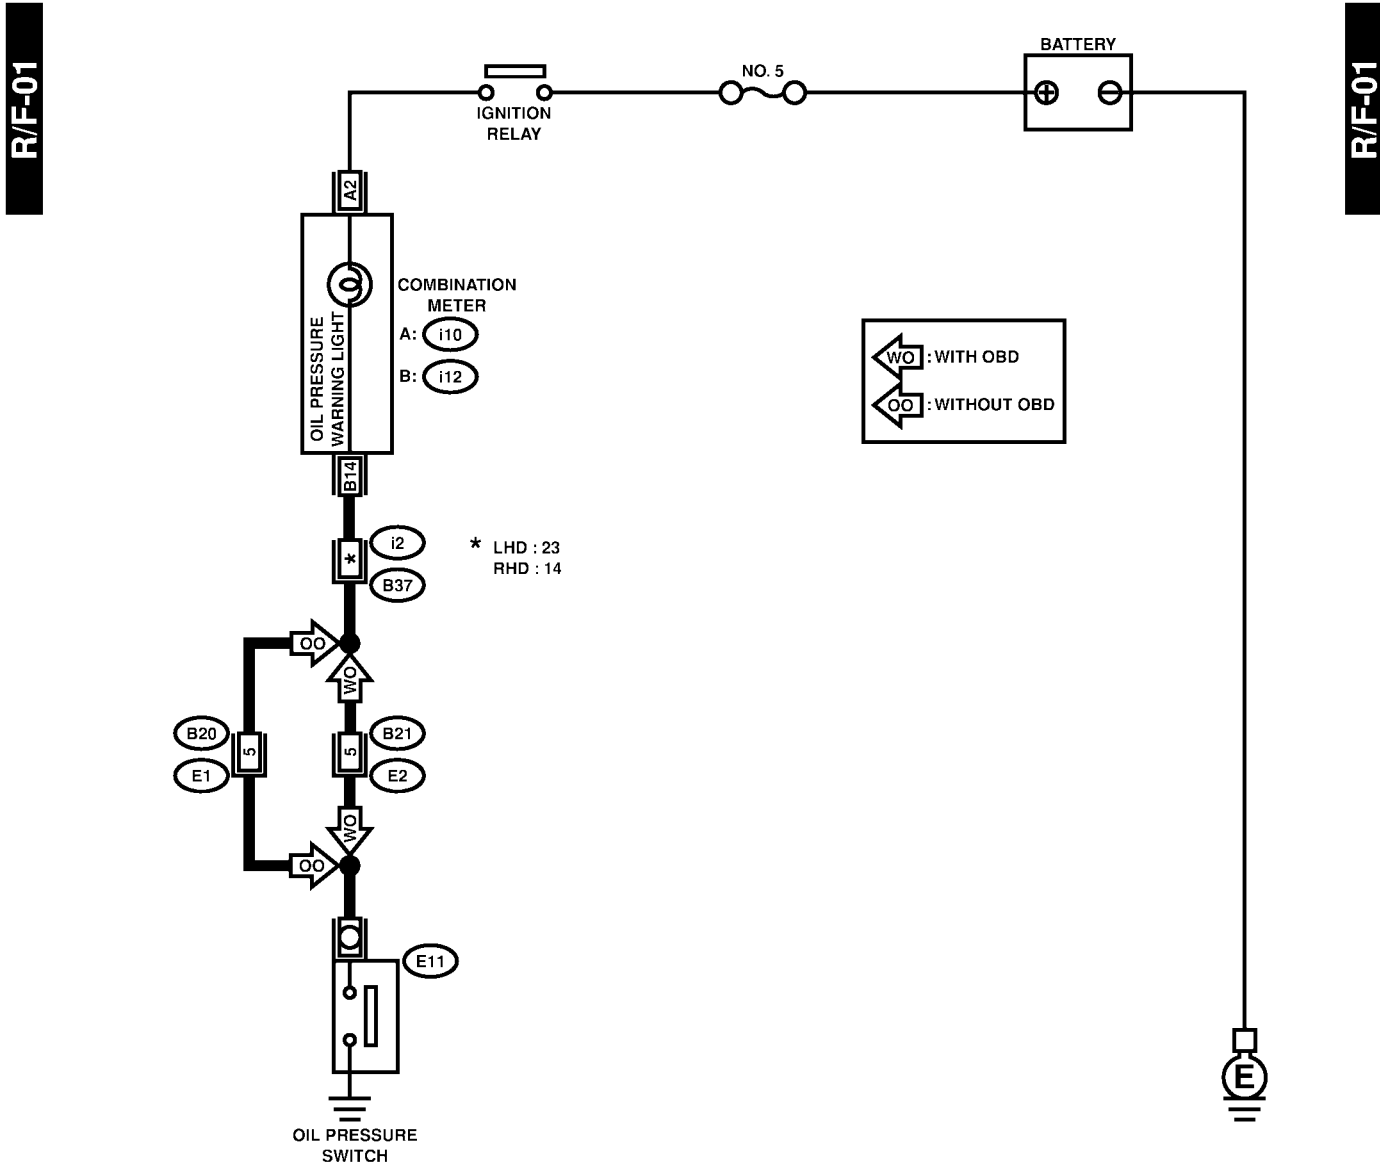 R/F-01
R/F-01
BATTERY
NO. 5
IGNITION
RELAY
A2
COMBINATION
METER
A: i10
B: i12
OIL PRESSURE
WARNING LIGHT
WO : WITH OBD
OO : WITHOUT OBD
B14
i2
*
B37
* LHD : 23
RHD : 14
OO
WO
B20
5
E1
B21
5
E2
WO
OO
E11
E
OIL PRESSURE
SWITCH